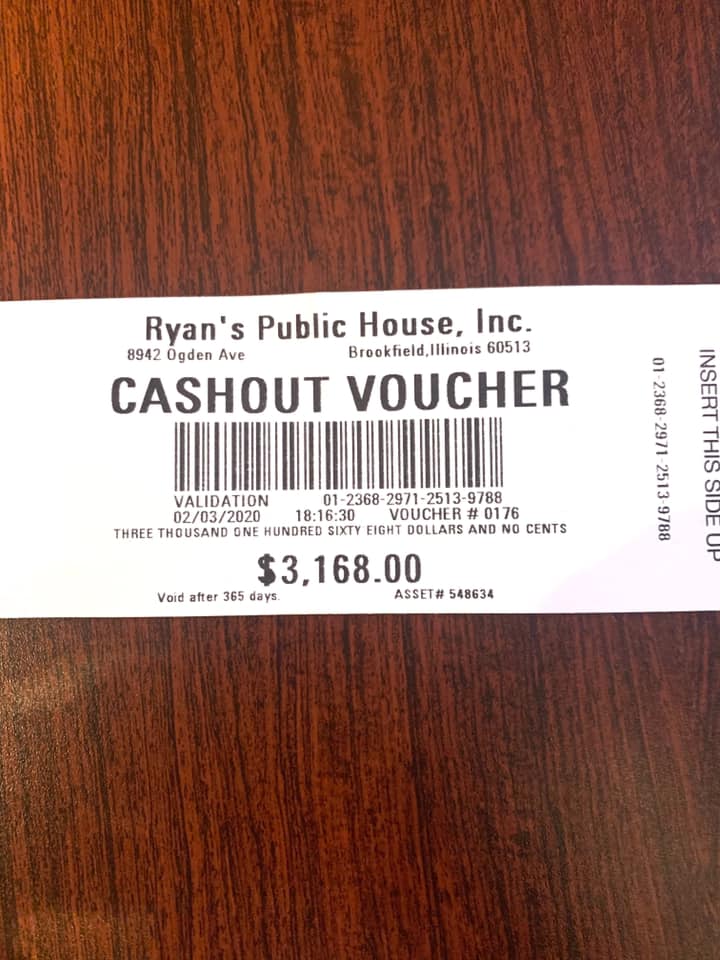 Ryan's Public House, Inc.
8942 Ogden Ave Brookfield,Illinois 60513
CASHOUT VOUCHER
VALIDATION 01-2368-2971-2513-9788
02/03/2020 18:16:30 VOUCHER # 0176
THREE THOUSAND ONE HUNDRED SIXTY EIGHT DOLLARS AND NO CENTS
$3,168.00
Void after 365 days. ASSET# 548634
01-2368-2971-2513-9788
INSERT THIS SIDE UP